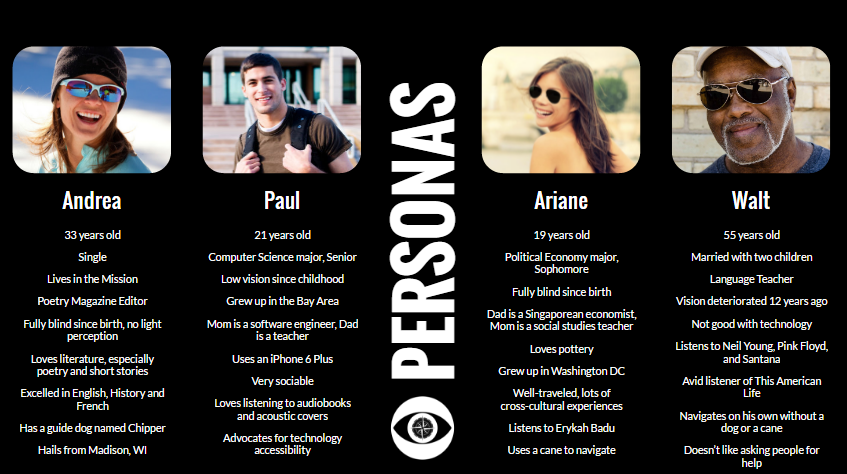 Andrea
33 years old
Single
Lives in the Mission
Poetry Magazine Editor
Fully blind since birth, no light
perception
Loves literature, especially
poetry and short stories
Excelled in English, History and
French
Has a guide dog named Chipper
Hails from Madison, WI
Paul
21 years old
Computer Science major, Senior
Low vision since childhood
Grew up in the Bay Area
Mom is a software engineer, Dad
is a teacher
Uses an iPhone 6 Plus
Very sociable
Loves listening to audiobooks
and acoustic covers
Advocates for technology
accessibility
PERSONAS
Ariane
19 years old
Political Economy major,
Sophomore
Fully blind since birth
Dad is a Singaporean economist,
Mom is a social studies teacher
Loves pottery
Grew up in Washington DC
Well-traveled, lots of
cross-cultural experiences
Listens to Erykah Badu
Uses a cane to navigate
Walt
55 years old
Married with two children
Language Teacher
Vision deteriorated 12 years ago
Not good with technology
Listens to Neil Young, Pink Floyd,
and Santana
Avid listener of This American
Life
Navigates on his own without a
dog or a cane
Doesn't like asking people for
help